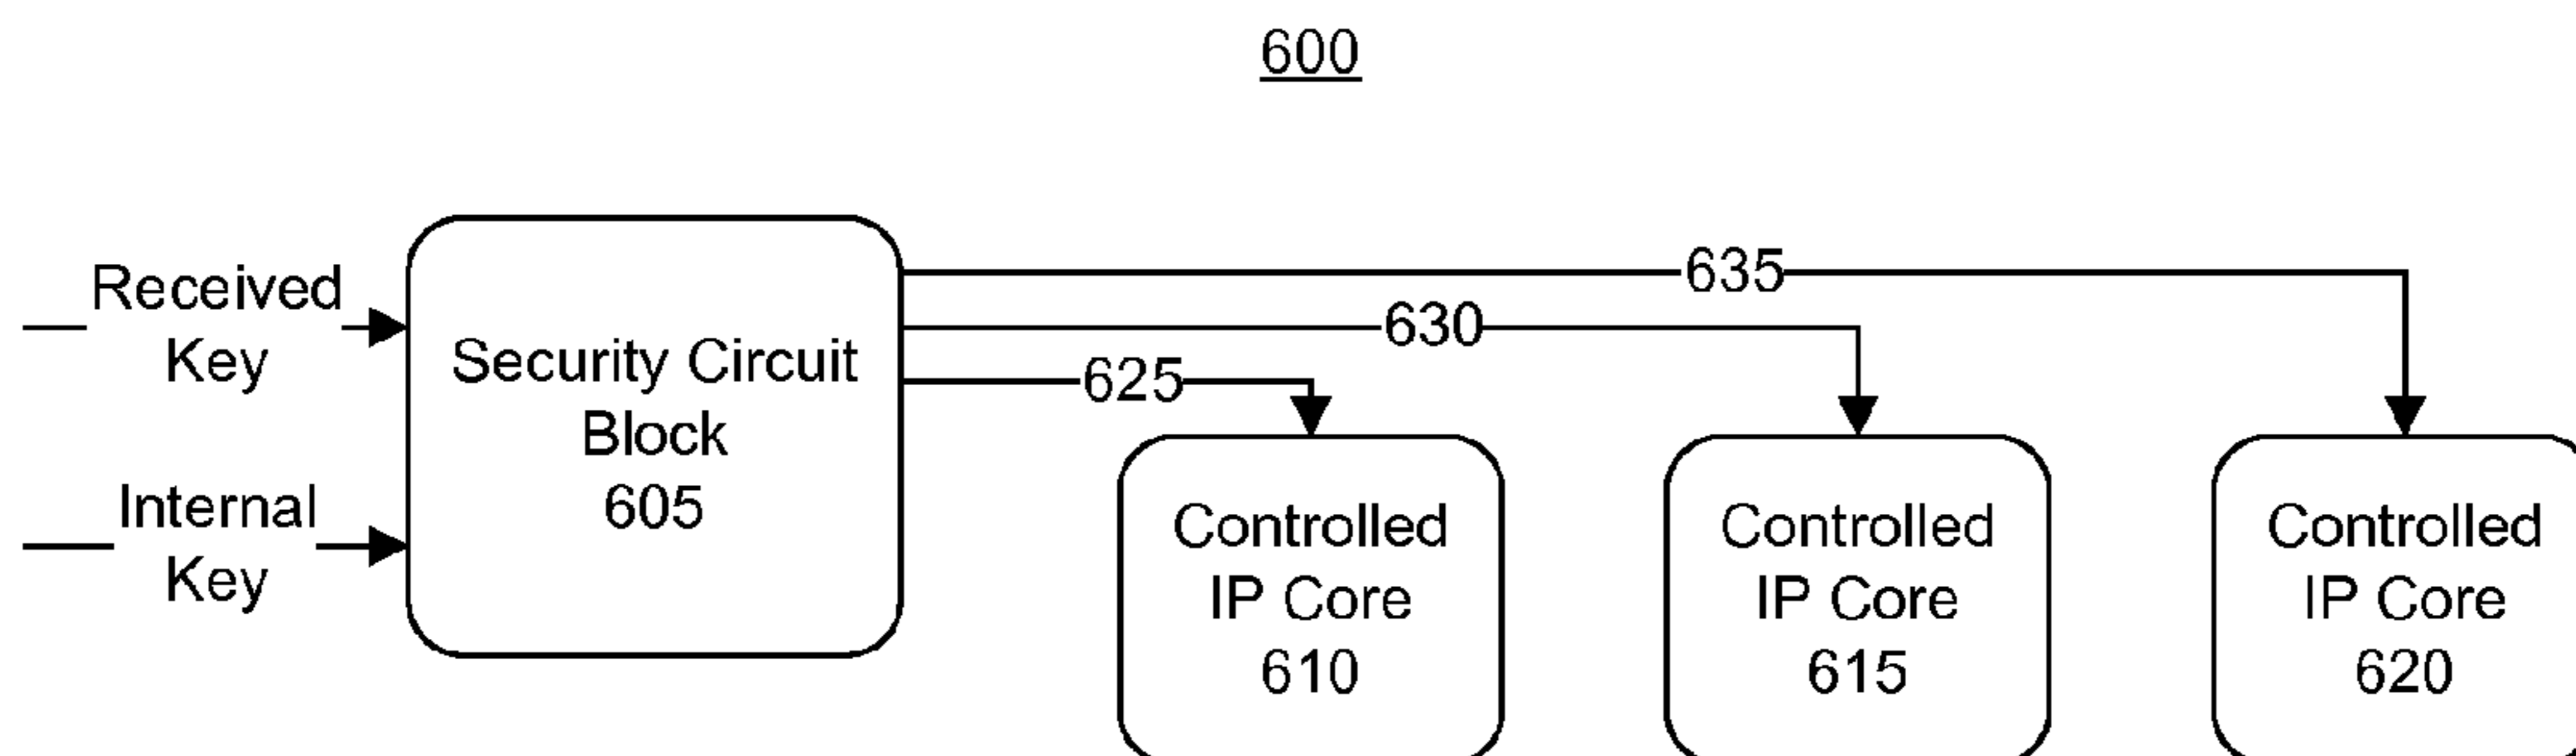 600
Received
Key
Internal
Key
Security Circuit
Block
605
635
630
625
Controlled
IP Core
610
Controlled
IP Core
615
Controlled
IP Core
620